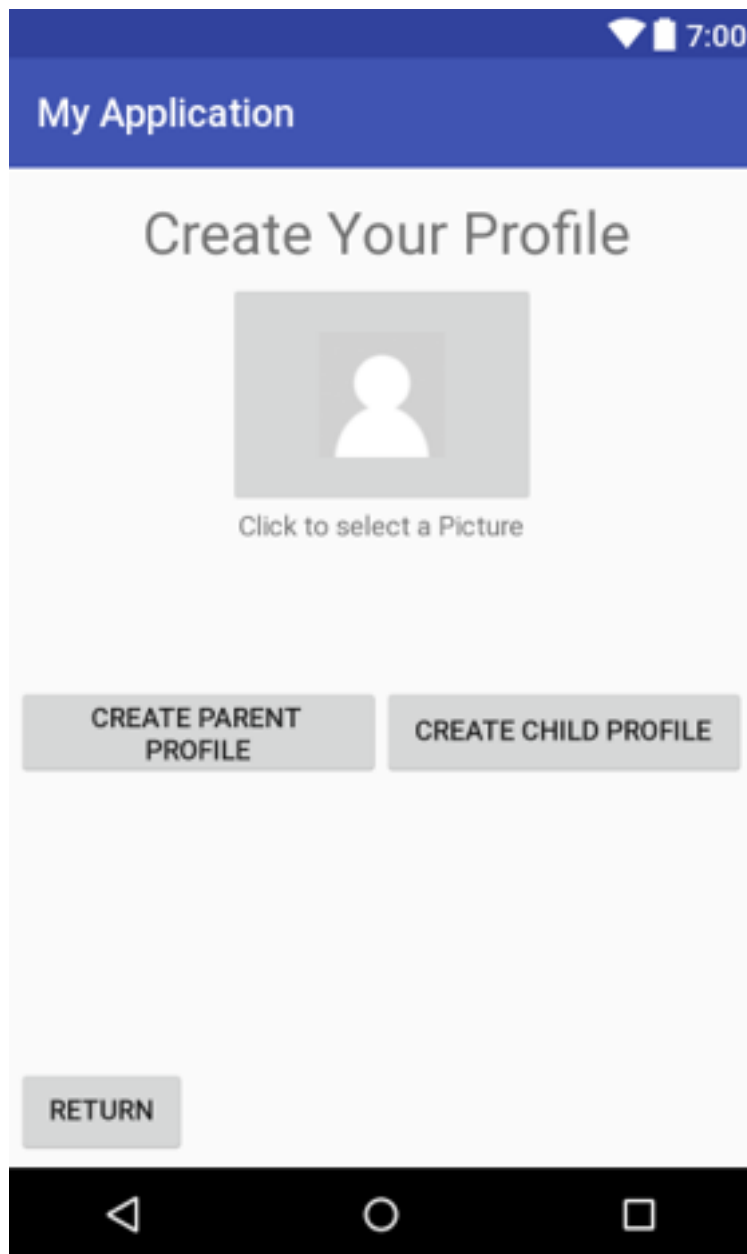 7:00
My Application
Create Your Profile
Click to select a Picture
CREATE PARENT
PROFILE
CREATE CHILD PROFILE
RETURN